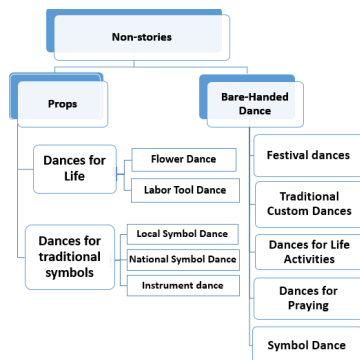 Non-stories
Props
Bare-Handed
Dance
Dances for
Life
Flower Dance
Labor Tool Dance
Dances for
traditional
symbols
Local Symbol Dance
National Symbol Dance
Instrument dance
Festival dances
Traditional
Custom Dances
Dances for Life
Activities
Dances for
Praying
Symbol Dance